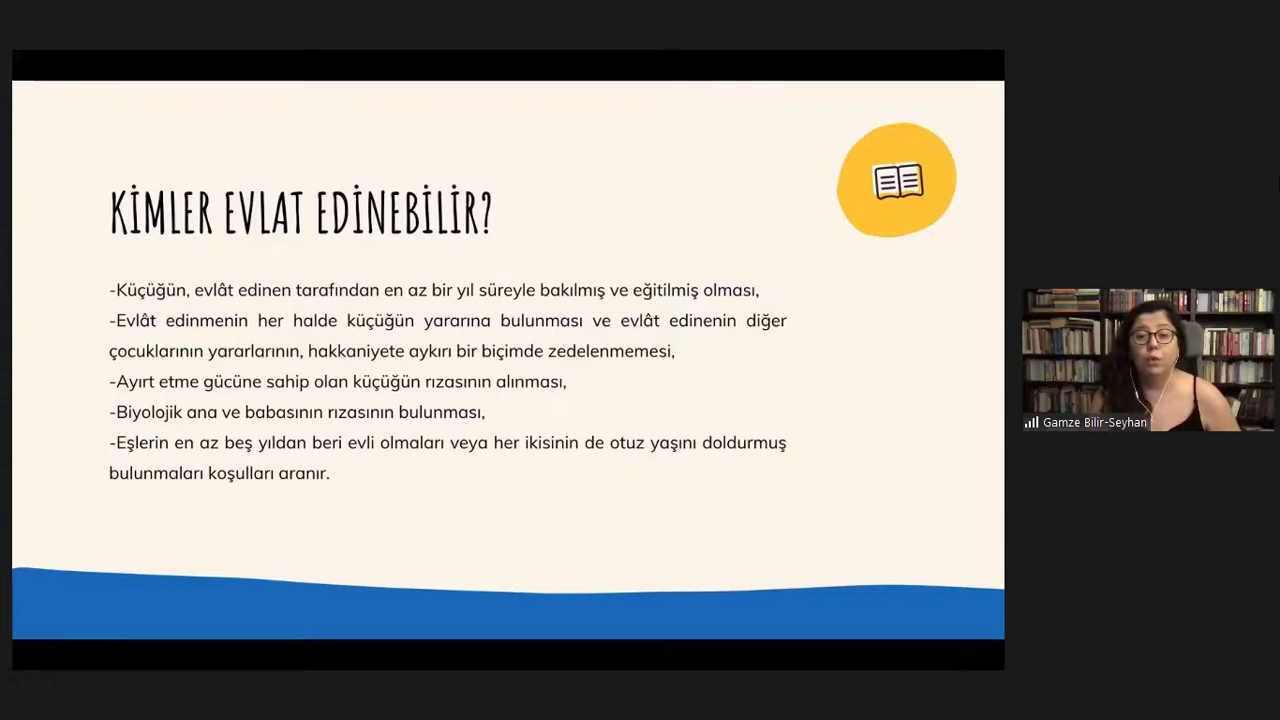 KİMLER EVLAT EDİNEBİLİR?
-Küçüğün, evlât edinen tarafından en az bir yıl süreyle bakılmış ve eğitilmiş olması,
-Evlât edinmenin her halde küçüğün yararına bulunması ve evlât edinenin diğer
çocuklarının yararlarının, hakkaniyete aykırı bir biçimde zedelenmemesi,
-Ayırt etme gücüne sahip olan küçüğün rızasının alınması,
-Biyolojik ana ve babasının rızasının bulunması,
-Eşlerin en az beş yıldan beri evli olmaları veya her ikisinin de otuz yaşını doldurmuş
bulunmaları koşulları aranır.
Gamze Bilir-Seyhan